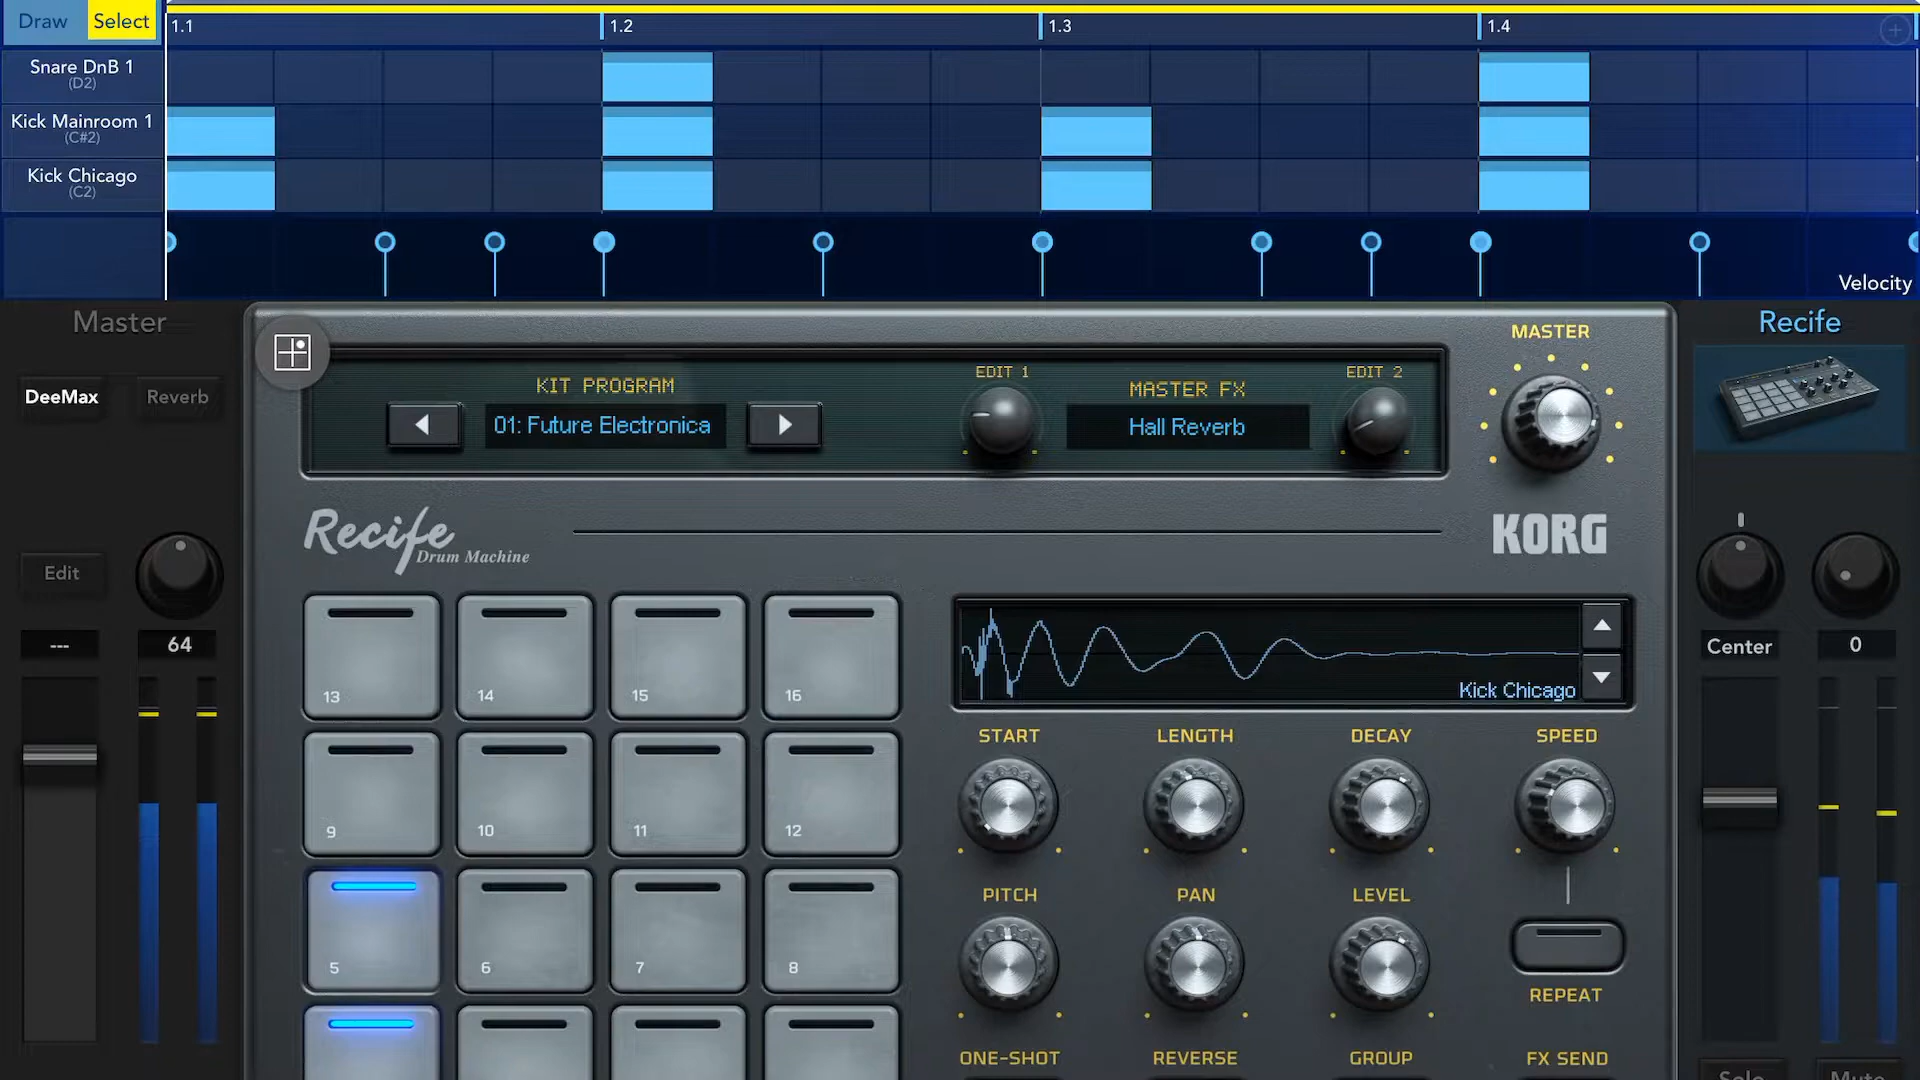 Draw Select 1.1 1.2 1.3 1.4
Snare DnB 1
(D2)
Kick Mainroom 1
(C#2)
Kick Chicago
(C2)
Velocity
Master
DeeMax Reverb
Edit
--- 64
KIT PROGRAM
01: Future Electronica
EDIT 1
MASTER FX
Hall Reverb
EDIT 2
MASTER
Recife
Drum Machine
KORG
13 14 15 16
9 10 11 12
5 6 7 8
Kick Chicago
START LENGTH DECAY SPEED
PITCH PAN LEVEL
REPEAT
ONE-SHOT REVERSE GROUP FX SEND
Recife
Center 0
Solo Mute